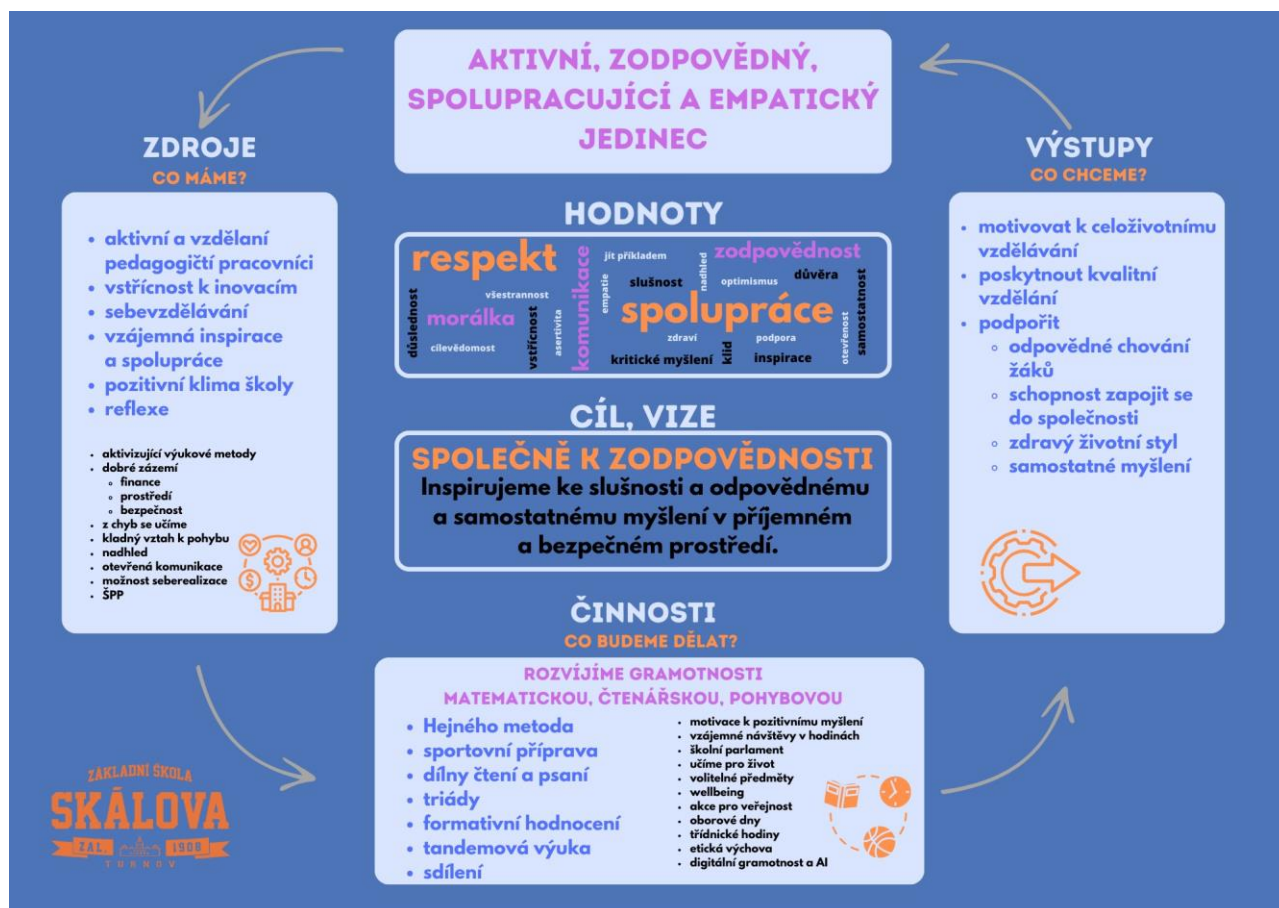 AKTIVNÍ, ZODPOVĚDNÝ,
SPOLUPRACUJÍCÍ A EMPATICKÝ
JEDINEC
ZDROJE
CO MÁME?
aktivní a vzdělaní
pedagogičtí pracovníci
vstřícnost k inovacím
sebevzdělávání
vzájemná inspirace
a spolupráce
pozitivní klima školy
reflexe
aktivizující výukové metody
dobré zázemí
finance
prostředí
bezpečnost
z chyb se učíme
kladný vztah k pohybu
nadhled
otevřená komunikace
možnost seberealizace
ŠPP
HODNOTY
respekt
komunikace
jít příkladem
nadhled
zodpovědnost
empatie
slušnost
optimismus
důvěra
důslednost
všestrannost
morálka
cílevědomost
vstřícnost
asertivita
spolupráce
samostatnost
zdraví
podpora
otevřenost
kritické myšlení
klid
inspirace
CÍL, VIZE
SPOLEČNĚ K ZODPOVĚDNOSTI
Inspirujeme ke slušnosti a odpovědnému
a samostatnému myšlení v příjemném
a bezpečném prostředí.
ČINNOSTI
CO BUDEME DĚLAT?
ROZVÍJÍME GRAMOTNOSTI
MATEMATICKOU, ČTENÁŘSKOU, POHYBOVOU
Hejného metoda
sportovní příprava
dílny čtení a psaní
triády
formativní hodnocení
tandemová výuka
sdílení
motivace k pozitivnímu myšlení
vzájemné návštěvy v hodinách
školní parlament
učíme pro život
volitelné předměty
wellbeing
akce pro veřejnost
oborové dny
třídnické hodiny
etická výchova
digitální gramotnost a AI
VÝSTUPY
CO CHCEME?
motivovat k celoživotnímu
vzdělávání
poskytnout kvalitní
vzdělání
podpořit
odpovědné chování
žáků
schopnost zapojit se
do společnosti
zdravý životní styl
samostatné myšlení
ZÁKLADNÍ ŠKOLA
SKÁLOVA
ZAL. 1908
TURNOV